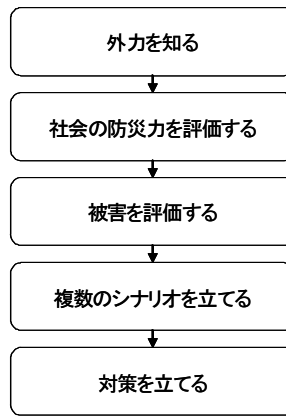 外力を知る
社会の防災力を評価する
被害を評価する
複数のシナリオを立てる
対策を立てる